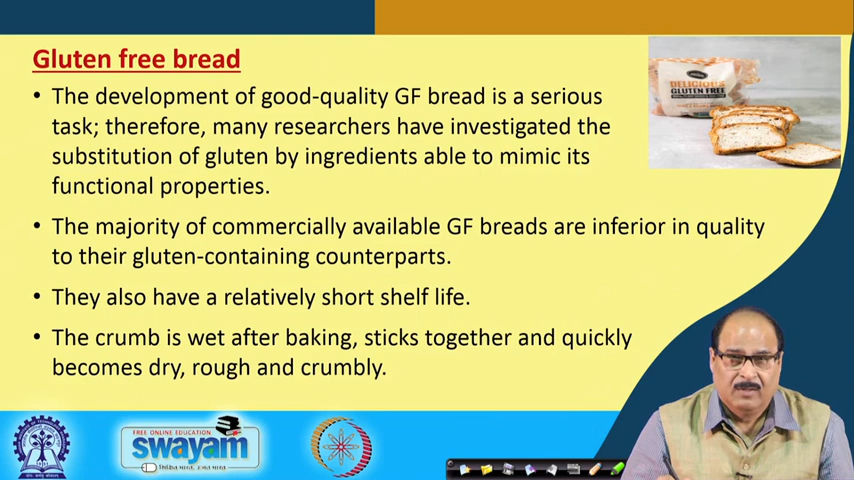 Gluten free bread
• The development of good-quality GF bread is a serious
task; therefore, many researchers have investigated the
substitution of gluten by ingredients able to mimic its
functional properties.
• The majority of commercially available GF breads are inferior in quality
to their gluten-containing counterparts.
• They also have a relatively short shelf life.
• The crumb is wet after baking, sticks together and quickly
becomes dry, rough and crumbly.
DELICIOUS
GLUTEN FREE
FREE ONLINE EDUCATION
swayam